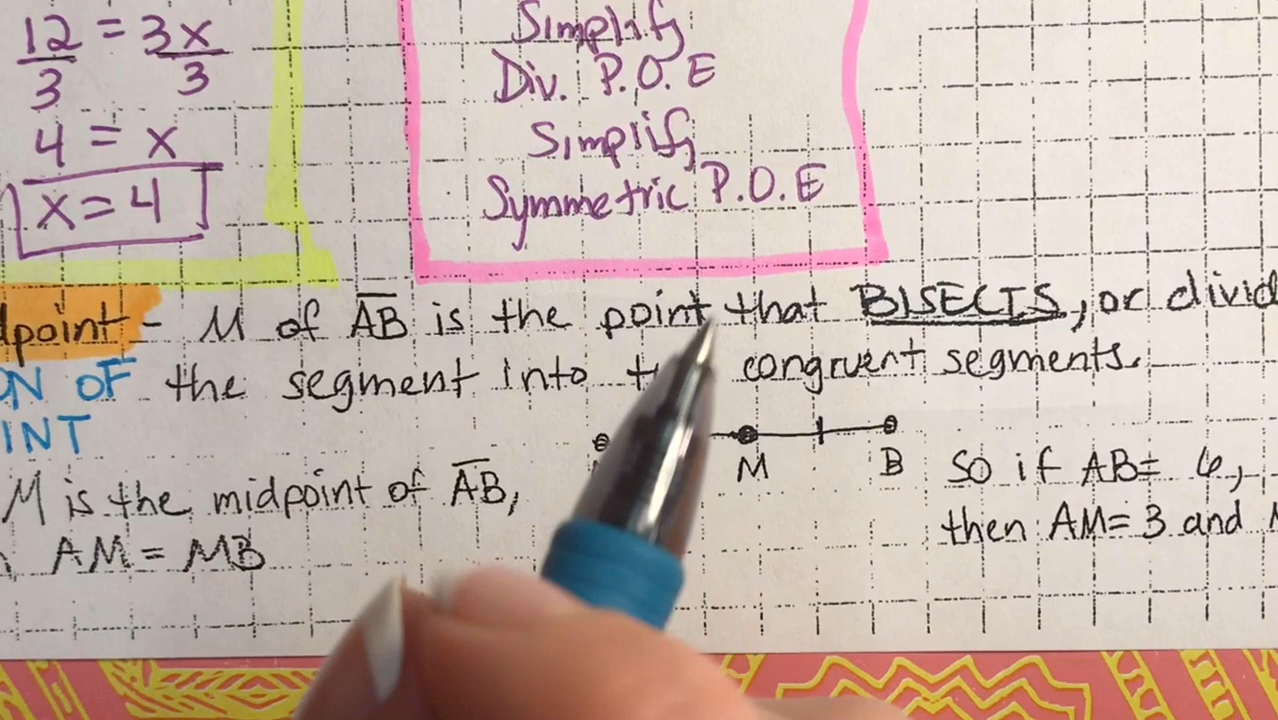 12 = 3x
3 3
4 = x
x = 4
Simplify
Div. P.O.E
Simplify
Symmetric P.O.E
dpoint - M of AB is the point that BISECTS, or divid
ON OF the segment into congruent segments.
INT
M B
M is the midpoint of AB,
AM = MB
So if AB = 6,
then AM = 3 and